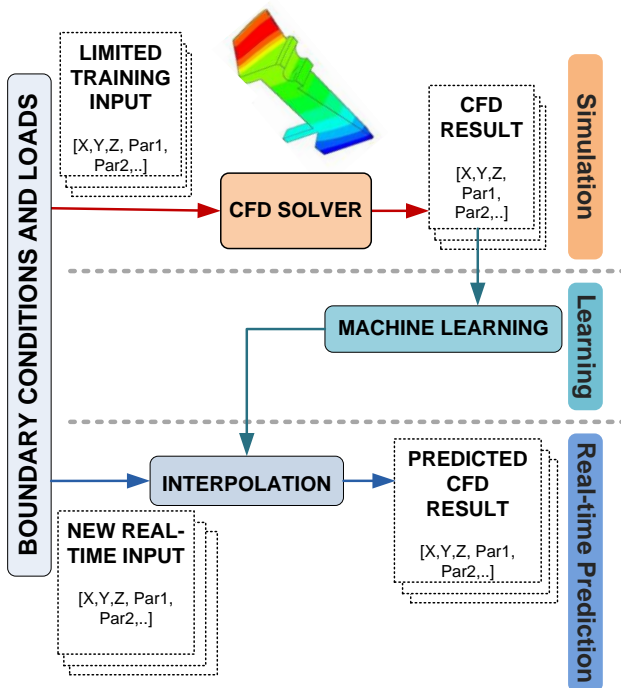 BOUNDARY CONDITIONS AND LOADS
LIMITED
TRAINING
INPUT
[X,Y,Z, Par1,
Par2,..]
CFD SOLVER
CFD
RESULT
[X,Y,Z,
Par1,
Par2,..]
Simulation
MACHINE LEARNING
Learning
INTERPOLATION
NEW REAL-
TIME INPUT
[X,Y,Z, Par1,
Par2,..]
PREDICTED
CFD
RESULT
[X,Y,Z, Par1,
Par2,..]
Real-time Prediction